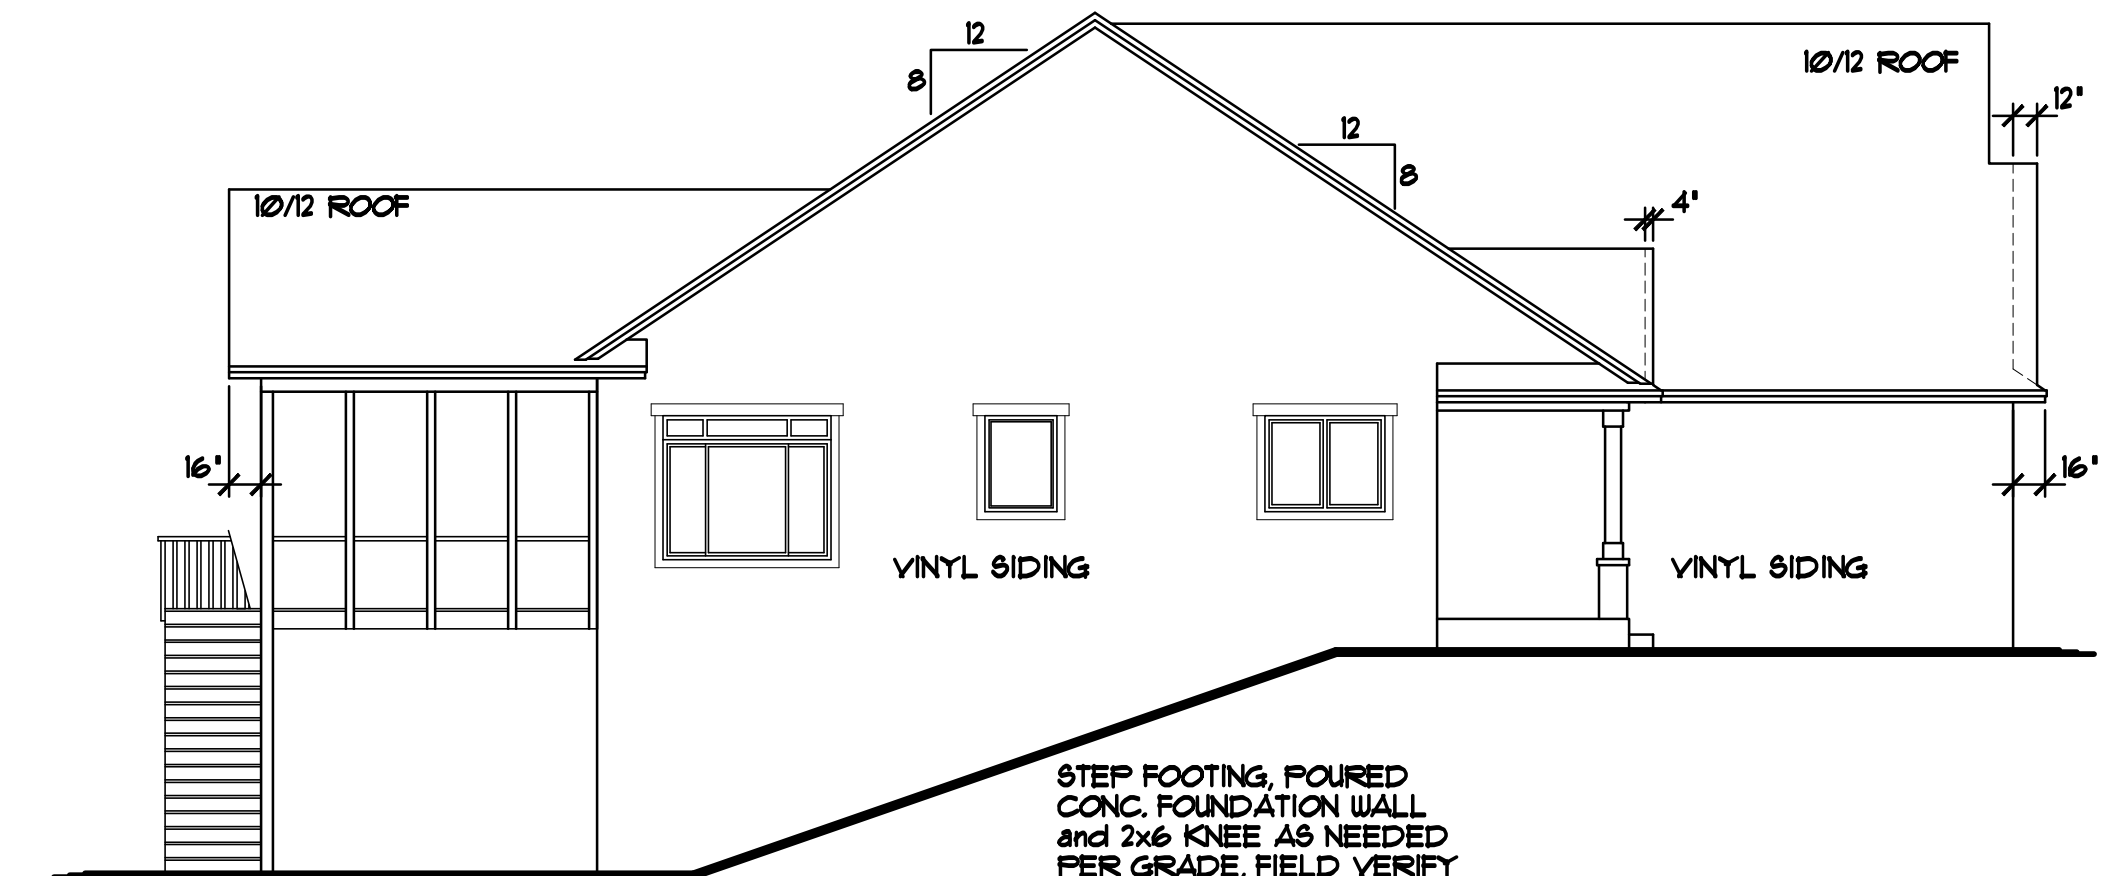 12
8
10/12 ROOF
12"
12
8
4"
10/12 ROOF
16"
16"
VINYL SIDING
VINYL SIDING
STEP FOOTING, POURED
CONC. FOUNDATION WALL
and 2x6 KNEE AS NEEDED
PER GRADE, FIELD VERIFY